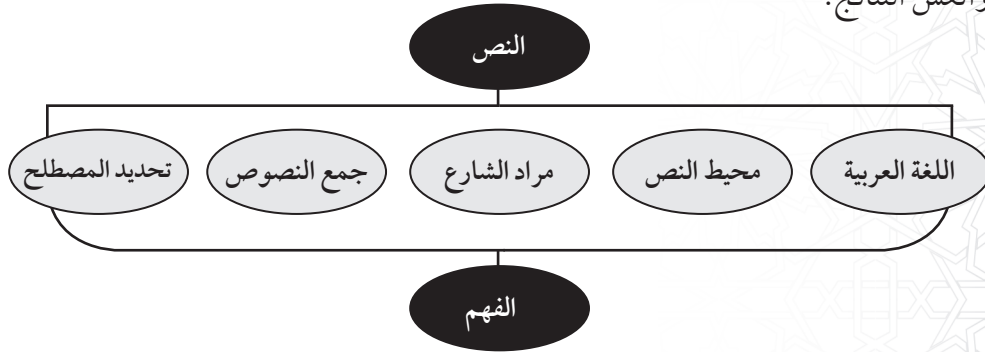 النص
اللغة العربية
محيط النص
مراد الشارع
جمع النصوص
تحديد المصطلح
الفهم